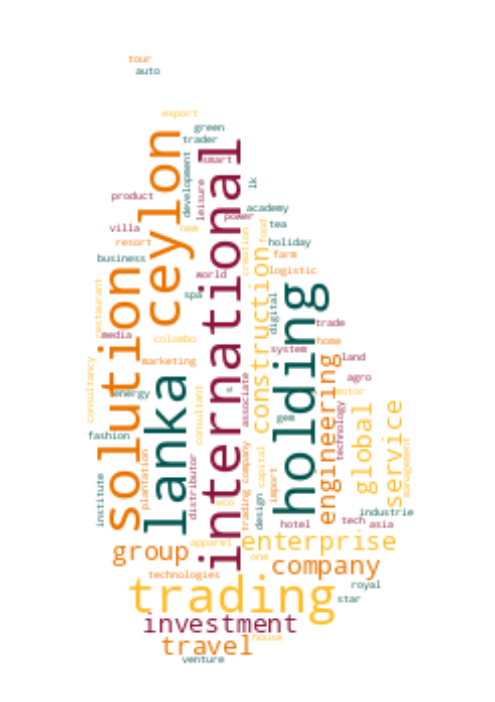 tour
auto
export
green
trader
smart
development
ceylon
international
lk
product
leisure
academy
power
tea
villa
new
food
resort
holiday
creation
business
farm
world
logistic
solution
restaurant
spa
construction
holding
digital
media
colombo
trade
home
system
land
marketing
engineering
consultancy
lanka
energy
associate
agro
motor
consultant
global
service
gem
technology
fashion
management
institute
plantation
distributor
trading company
capital
import
eco
design
industrie
hotel
tech
asia
group
apparel
enterprise
one
company
technologies
trading
royal
star
investment
travel
house
venture